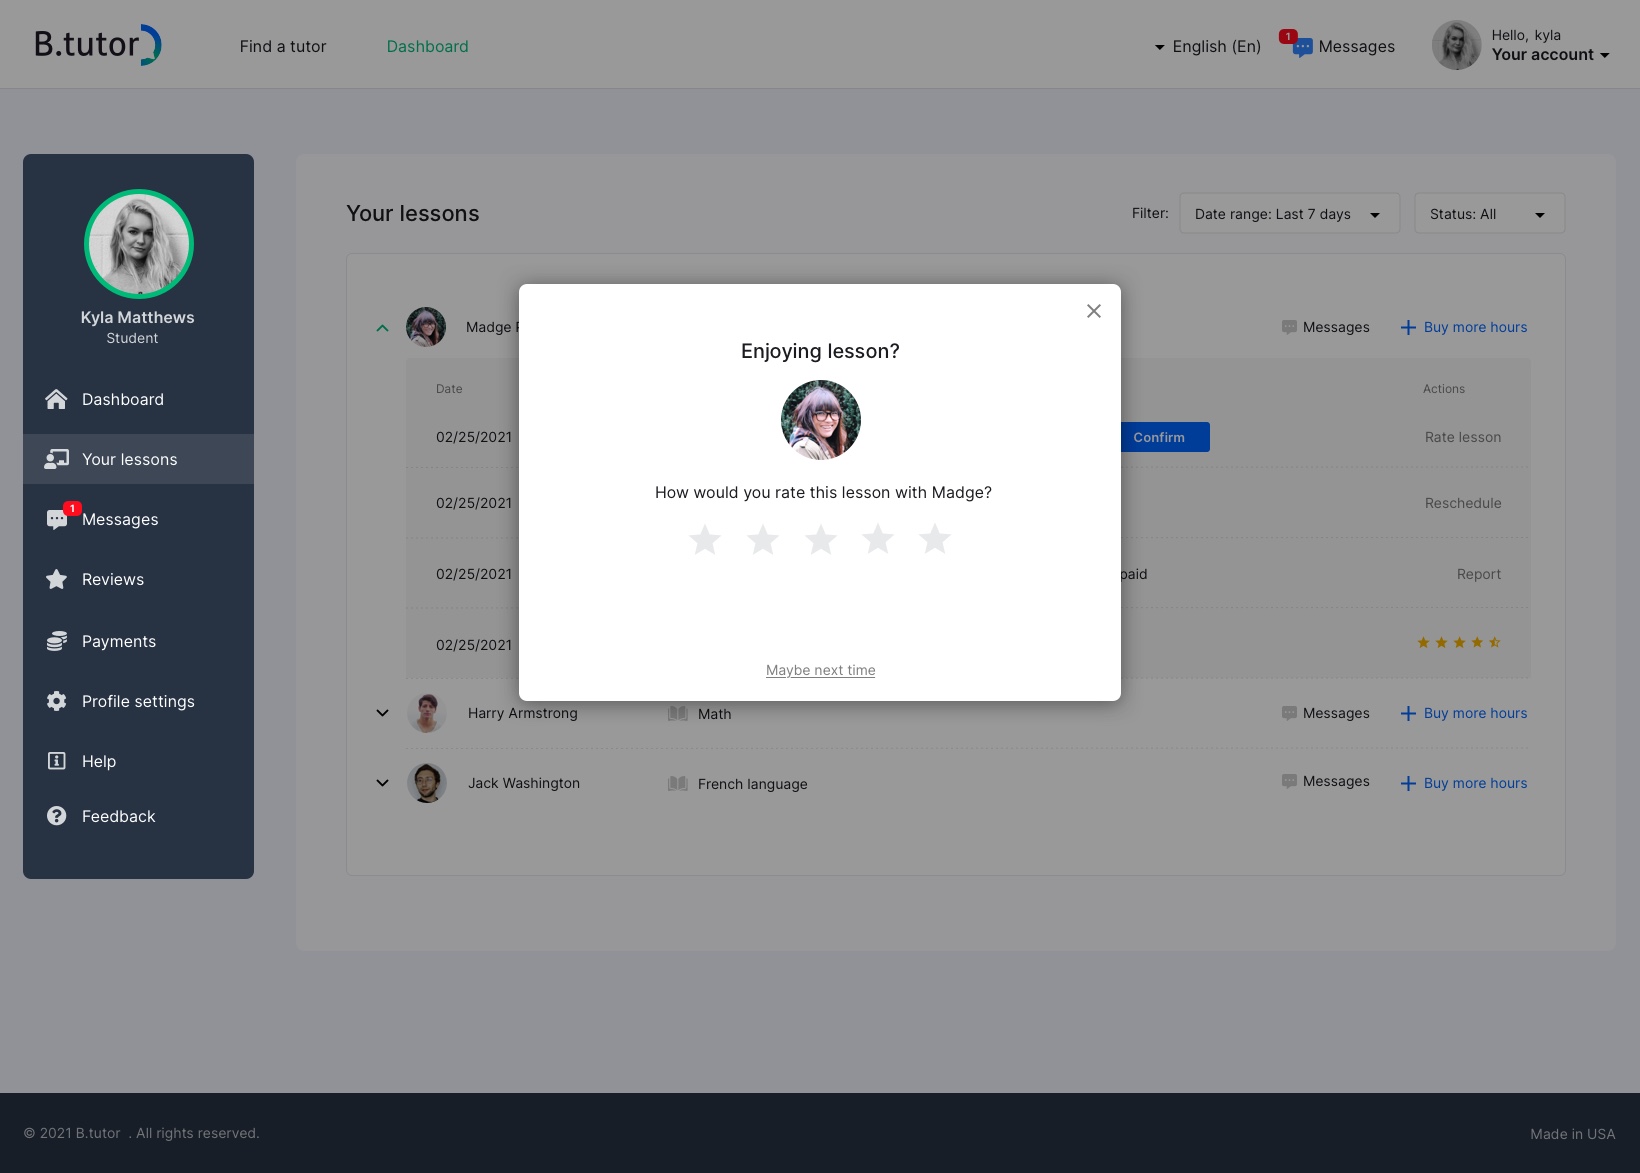 B.tutor
Find a tutor
Dashboard
English (En)
1
Messages
Hello, kyla
Your account
Kyla Matthews
Student
Dashboard
Your lessons
1
Messages
Reviews
Payments
Profile settings
Help
Feedback
Your lessons
Filter:
Date range: Last 7 days
Status: All
Madge
Messages
Buy more hours
Date
Actions
02/25/2021
Confirm
Rate lesson
02/25/2021
Reschedule
02/25/2021
paid
Report
02/25/2021
Enjoying lesson?
How would you rate this lesson with Madge?
Maybe next time
Harry Armstrong
Math
Messages
Buy more hours
Jack Washington
French language
Messages
Buy more hours
© 2021 B.tutor . All rights reserved.
Made in USA